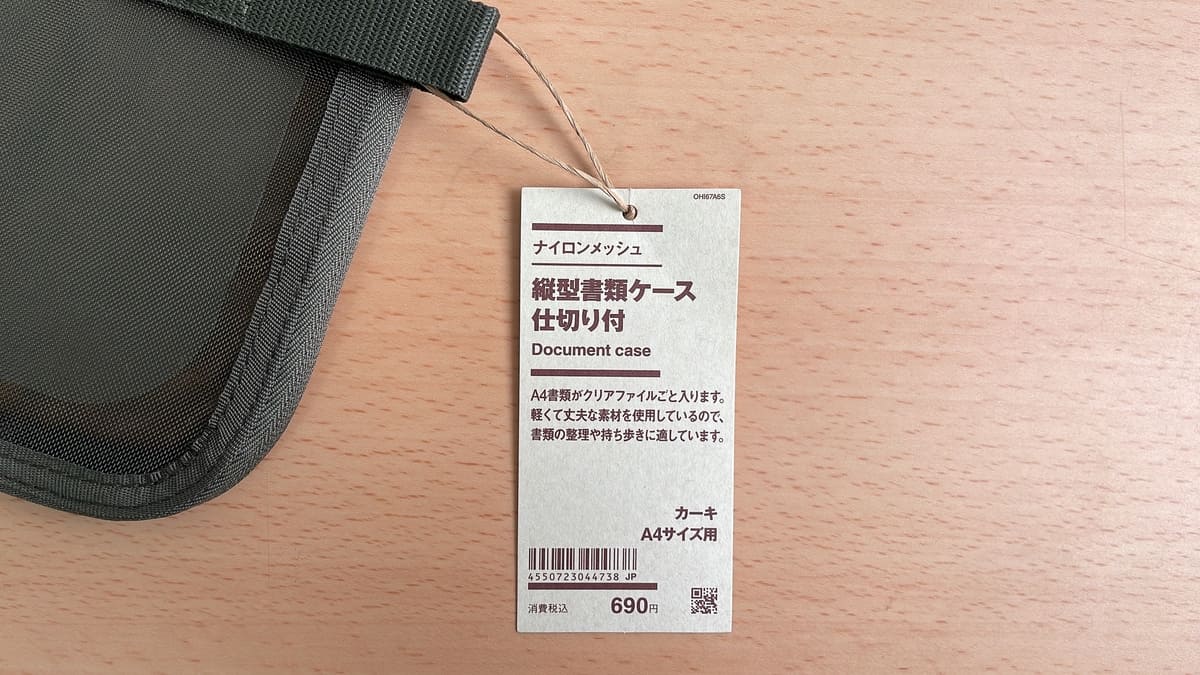 OHI67A6S
ナイロンメッシュ
縦型書類ケース
仕切り付
Document case
A4書類がクリアファイルごと入ります。
軽くて丈夫な素材を使用しているので、
書類の整理や持ち歩きに適しています。
カーキ
A4サイズ用
4550723044738 JP
消費税込 690円